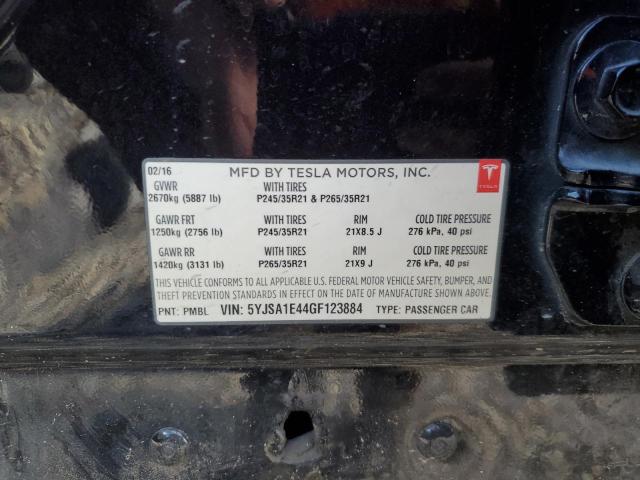 02/16 MFD BY TESLA MOTORS, INC.
GVWR WITH TIRES
2670kg (5887 lb) P245/35R21 & P265/35R21
GAWR FRT WITH TIRES RIM COLD TIRE PRESSURE
1250kg (2756 lb) P245/35R21 21X8.5 J 276 kPa, 40 psi
GAWR RR WITH TIRES RIM COLD TIRE PRESSURE
1420kg (3131 lb) P265/35R21 21X9 J 276 kPa, 40 psi
THIS VEHICLE CONFORMS TO ALL APPLICABLE U.S. FEDERAL MOTOR VEHICLE SAFETY, BUMPER, AND
THEFT PREVENTION STANDARDS IN EFFECT ON THE DATE OF MANUFACTURE SHOWN ABOVE.
PNT: PMBL VIN: 5YJSA1E44GF123884 TYPE: PASSENGER CAR
TESLA